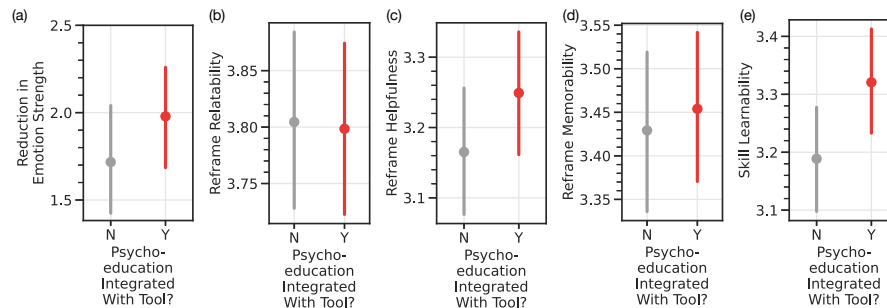 (a)
Reduction in
Emotion Strength
2.5
2.0
1.5
N
Y
Psycho-
education
Integrated
With Tool?
(b)
Reframe Relatability
3.85
3.80
3.75
N
Y
Psycho-
education
Integrated
With Tool?
(c)
Reframe Helpfulness
3.3
3.2
3.1
N
Y
Psycho-
education
Integrated
With Tool?
(d)
Reframe Memorability
3.55
3.50
3.45
3.40
3.35
N
Y
Psycho-
education
Integrated
With Tool?
(e)
Skill Learnability
3.4
3.3
3.2
3.1
N
Y
Psycho-
education
Integrated
With Tool?